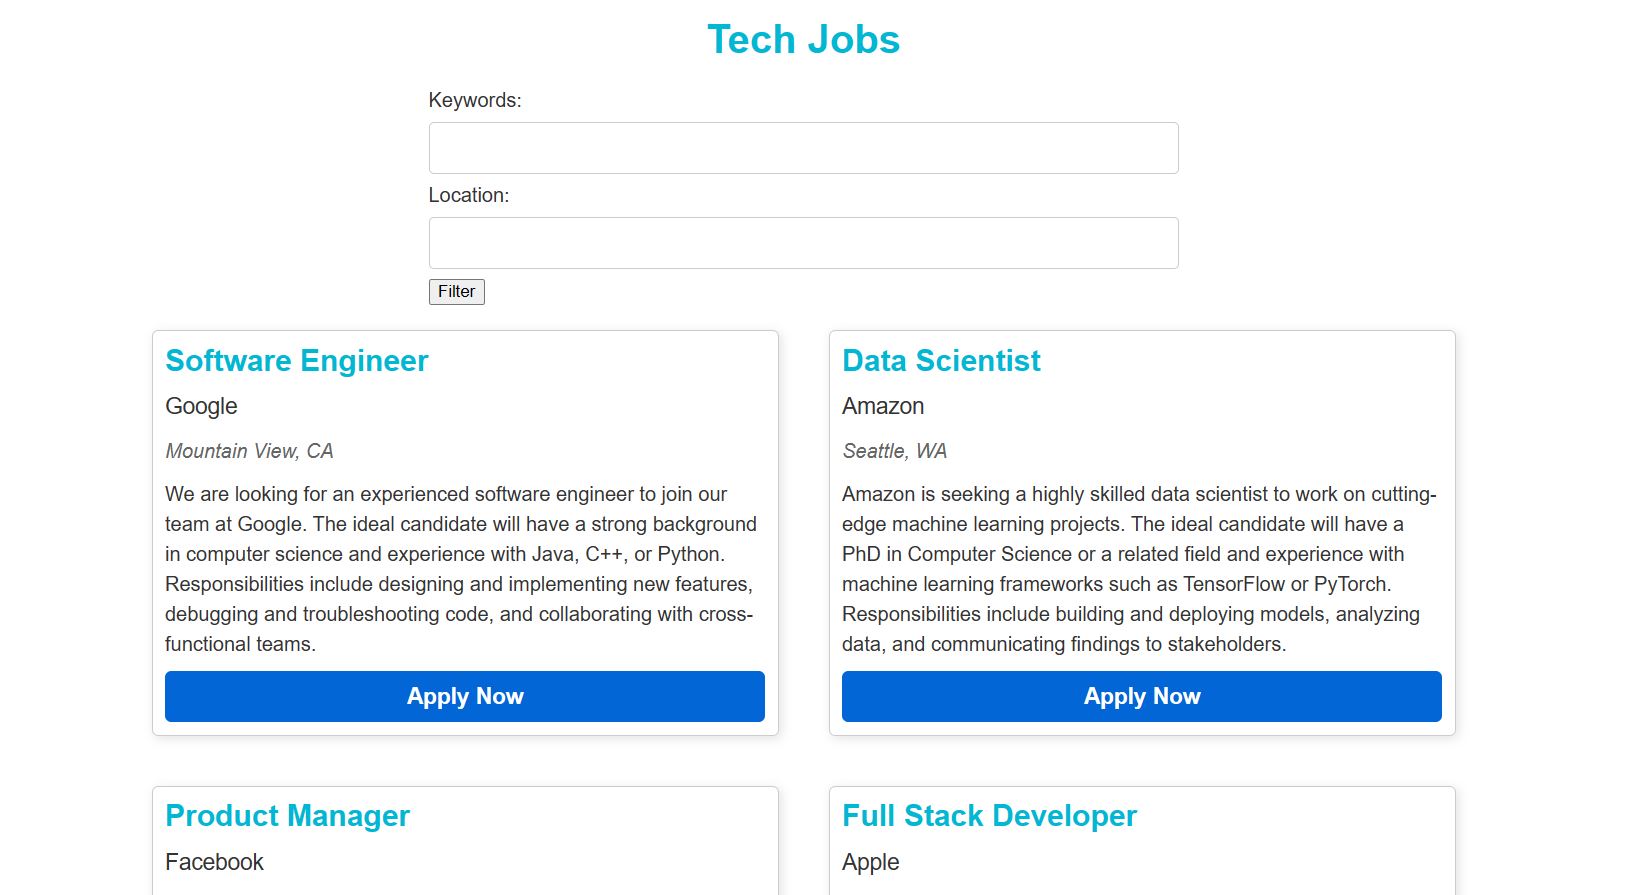 Tech Jobs
Keywords:
Location:
Filter
Software Engineer
Google
Mountain View, CA
We are looking for an experienced software engineer to join our
team at Google. The ideal candidate will have a strong background
in computer science and experience with Java, C++, or Python.
Responsibilities include designing and implementing new features,
debugging and troubleshooting code, and collaborating with cross-
functional teams.
Apply Now
Data Scientist
Amazon
Seattle, WA
Amazon is seeking a highly skilled data scientist to work on cutting-
edge machine learning projects. The ideal candidate will have a
PhD in Computer Science or a related field and experience with
machine learning frameworks such as TensorFlow or PyTorch.
Responsibilities include building and deploying models, analyzing
data, and communicating findings to stakeholders.
Apply Now
Product Manager
Facebook
Full Stack Developer
Apple